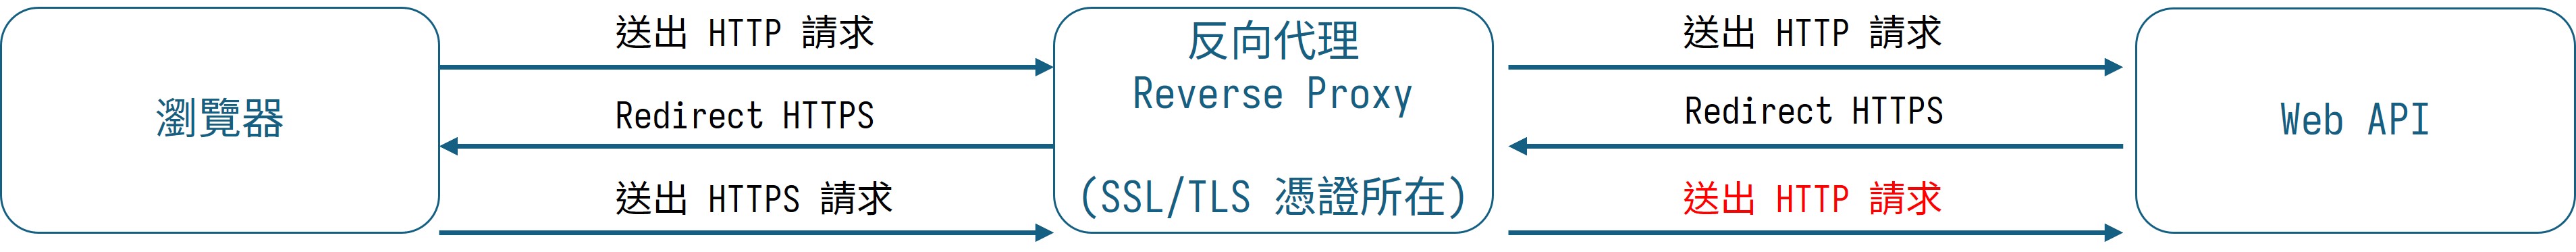 瀏覽器
送出 HTTP 請求
Redirect HTTPS
送出 HTTPS 請求
反向代理
Reverse Proxy
(SSL/TLS 憑證所在)
送出 HTTP 請求
Redirect HTTPS
送出 HTTP 請求
Web API